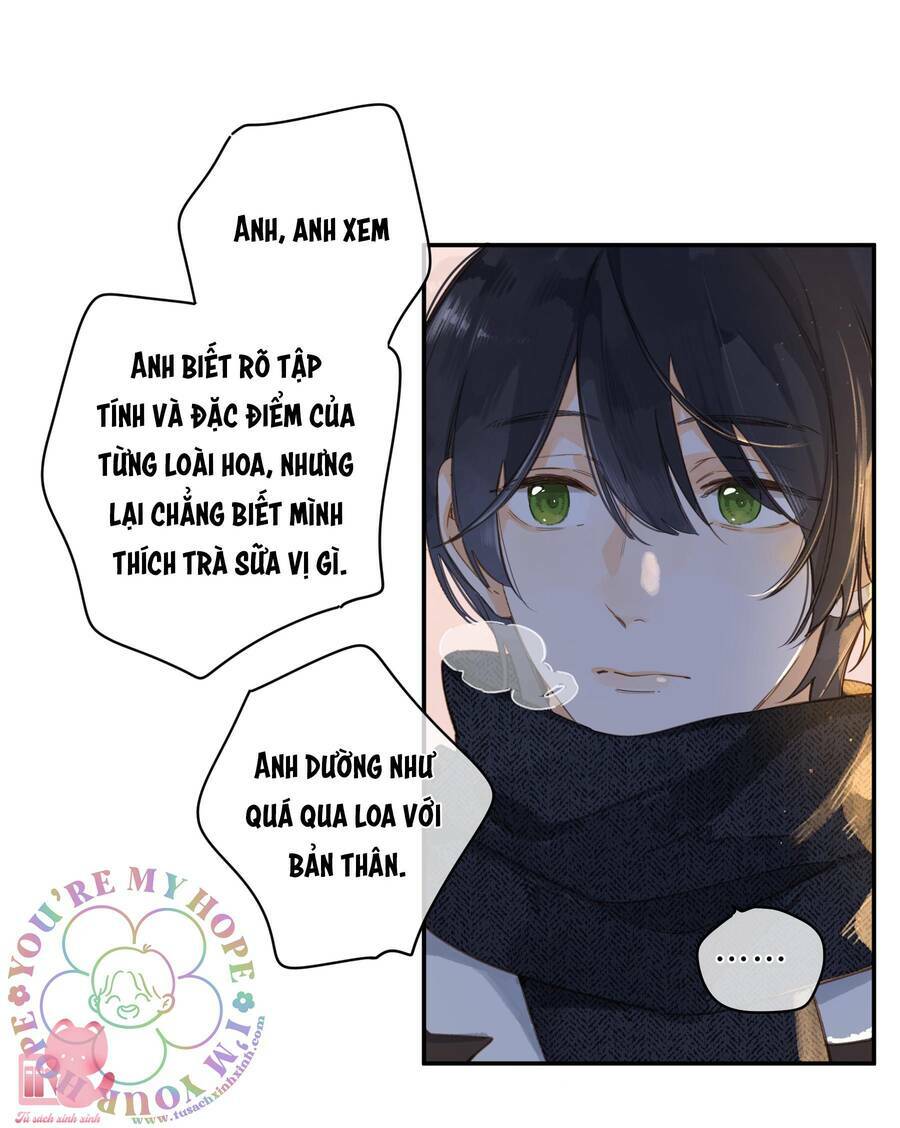 ANH, ANH XEM
ANH BIẾT RÕ TẬP
TÍNH VÀ ĐẶC ĐIỂM CỦA
TỪNG LOÀI HOA, NHƯNG
LẠI CHẲNG BIẾT MÌNH
THÍCH TRÀ SỮA VỊ GÌ.
ANH DƯỜNG NHƯ
QUÁ QUA LOA VỚI
BẢN THÂN.
......
YOU'RE MY HOPE
I'M YOUR HOPE
www.tusachxinhxinh.com
Tủ sách xinh xinh